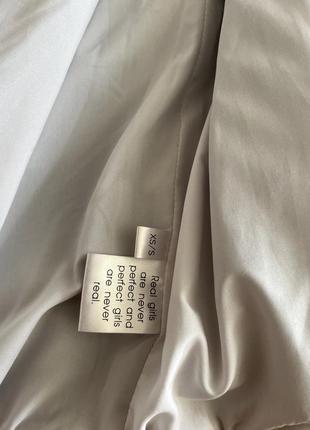 XS/S
Real girls
are never
perfect and
perfect girls
are never
real.